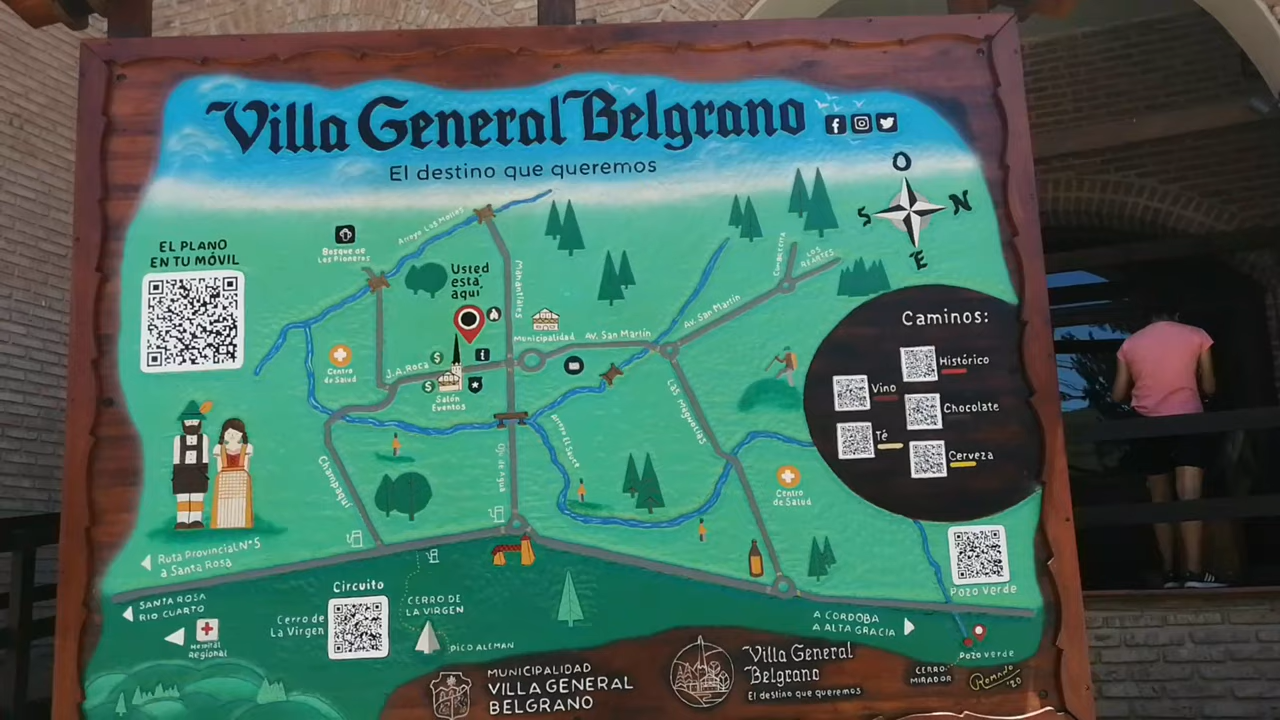 Villa General Belgrano
El destino que queremos
O
S
N
E
EL PLANO
EN TU MÓVIL
Bosque de
Los Pioneros
Arroyo Los Molles
Usted
está
aquí
Manantiales
Municipalidad
AV. San Martín
Av. San Martín
LOS
Centro
de Salud
J.A. Roca
$
$
i
Salón
Eventos
Las Magnolias
Arroyo El Sauce
Ojo de Agua
Champaquí
Centro
de Salud
Caminos:
Histórico
Vino
Chocolate
Té
Cerveza
Ruta Provincial N°5
a Santa Rosa
SANTA ROSA
RIO CUARTO
Hospital
Regional
Circuito
Cerro de
La Virgen
CERRO DE
LA VIRGEN
PICO ALEMAN
Pozo Verde
A CORDOBA
A ALTA GRACIA
Pozo verde
CERRO
MIRADOR
'20
MUNICIPALIDAD
VILLA GENERAL
BELGRANO
Villa General
Belgrano
El destino que queremos